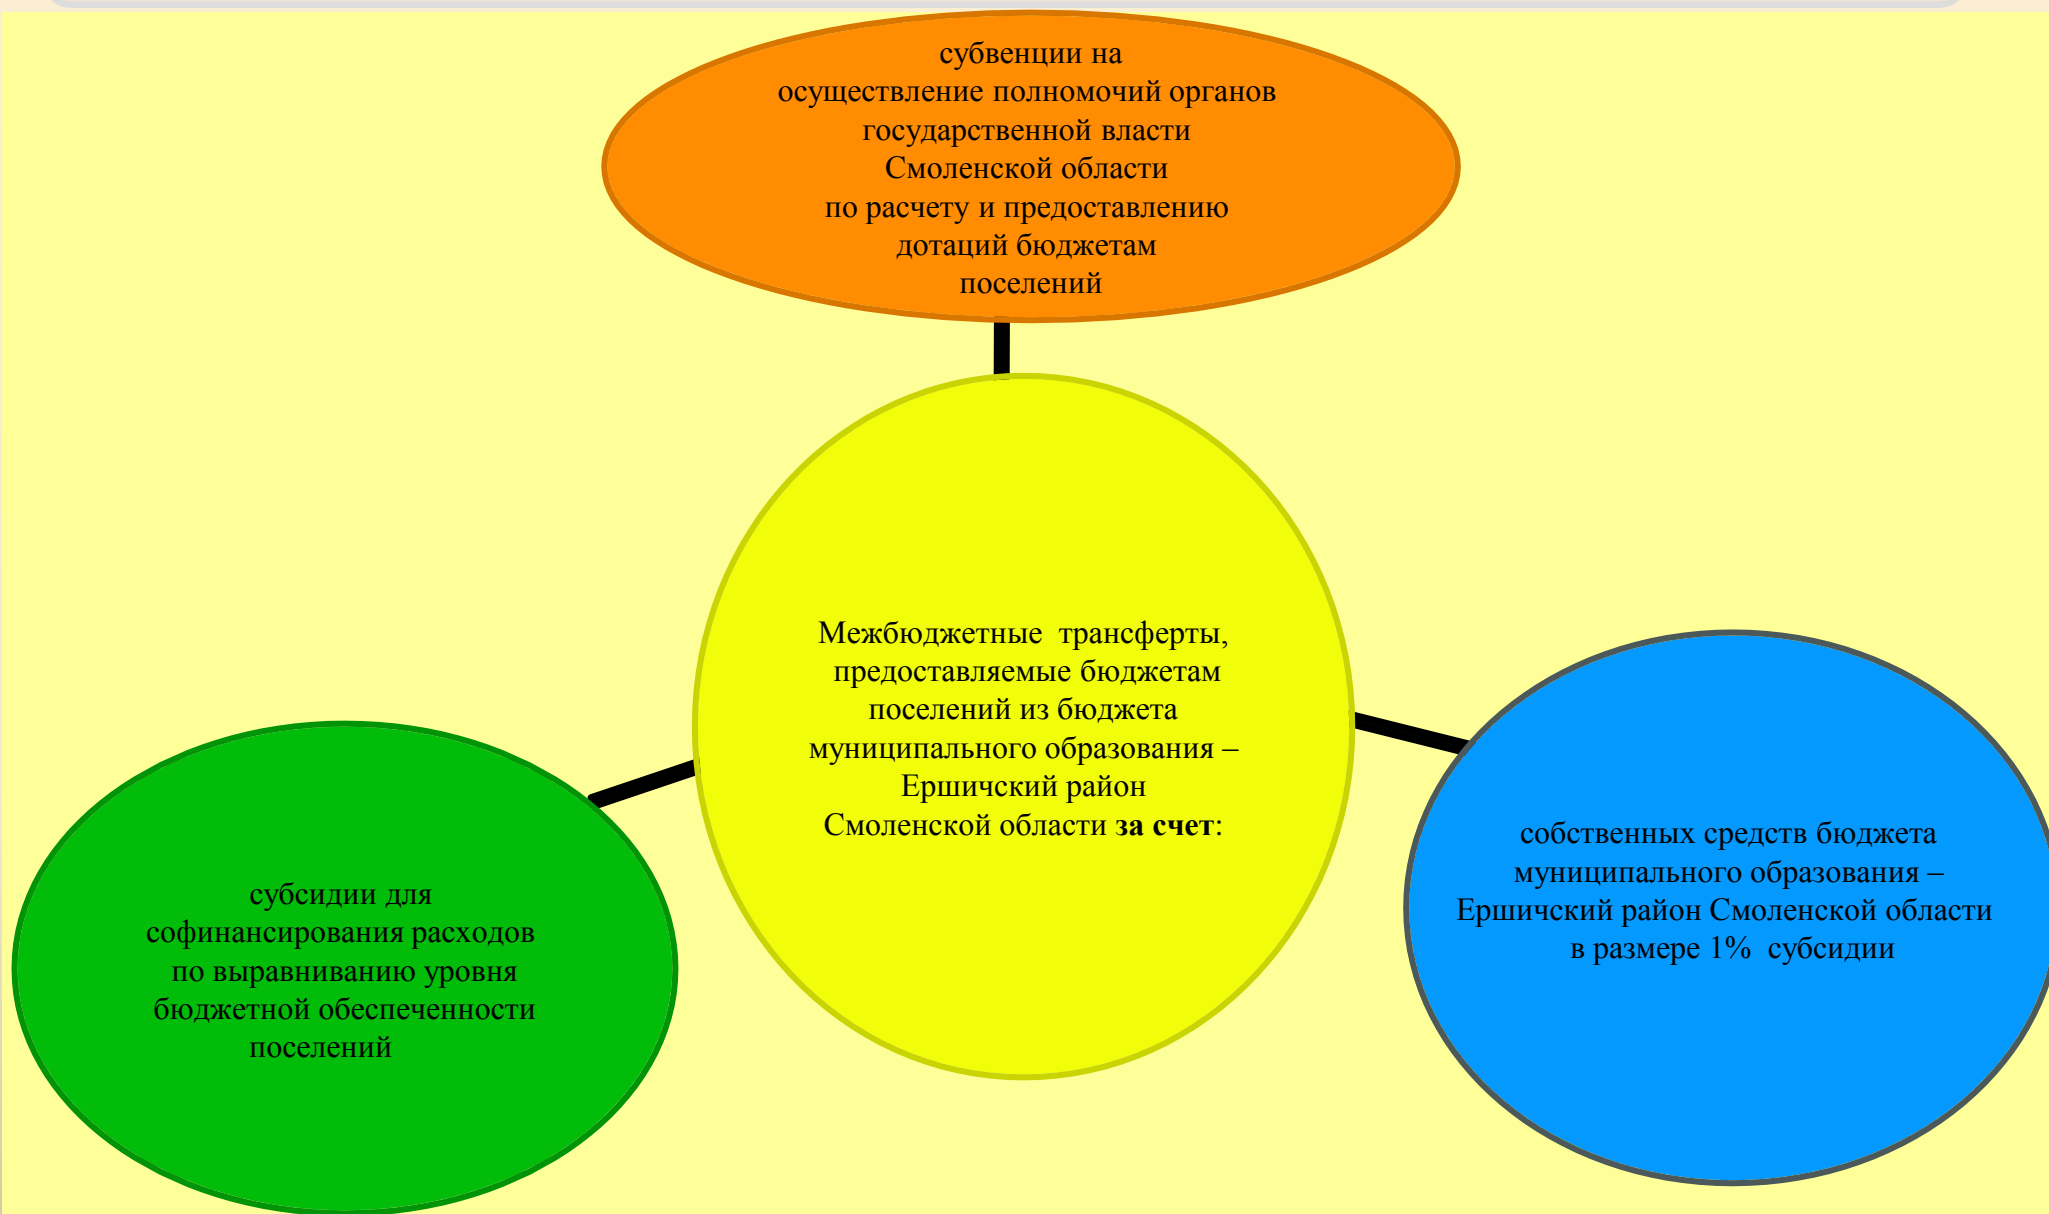 субвенции на
осуществление полномочий органов
государственной власти
Смоленской области
по расчету и предоставлению
дотаций бюджетам
поселений
Межбюджетные трансферты,
предоставляемые бюджетам
поселений из бюджета
муниципального образования –
Ершичский район
Смоленской области за счет:
субсидии для
софинансирования расходов
по выравниванию уровня
бюджетной обеспеченности
поселений
собственных средств бюджета
муниципального образования –
Ершичский район Смоленской области
в размере 1% субсидии